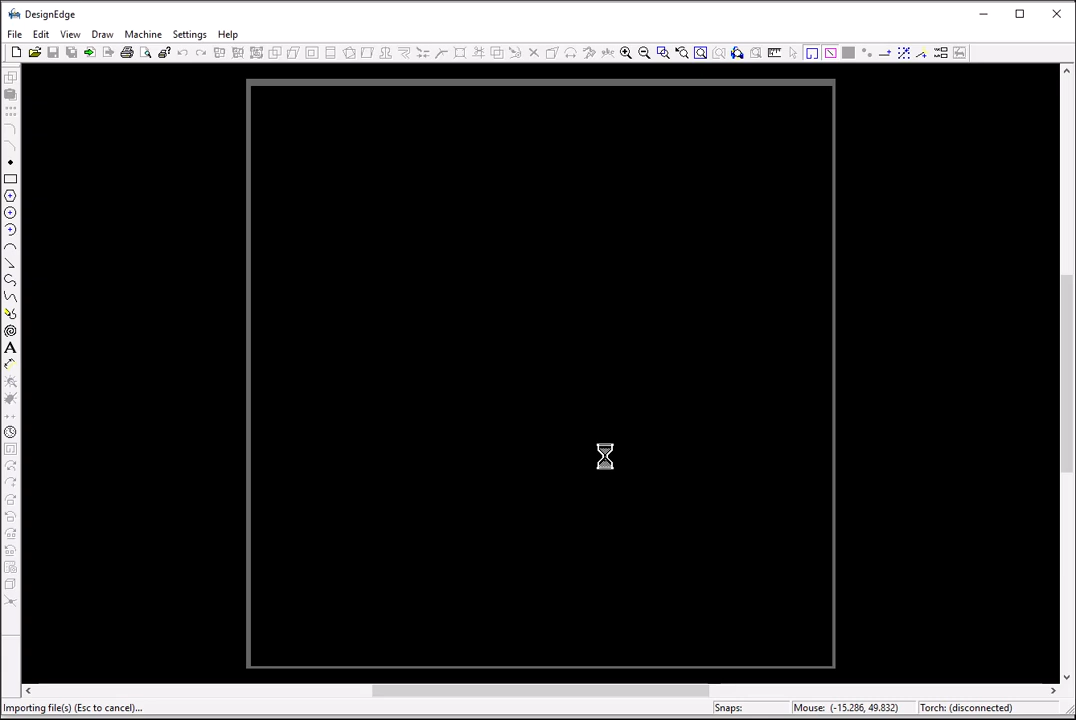 DesignEdge
File Edit View Draw Machine Settings Help
A
Importing file(s) (Esc to cancel)... Snaps: Mouse: (-15.286, 49.832) Torch: (disconnected)